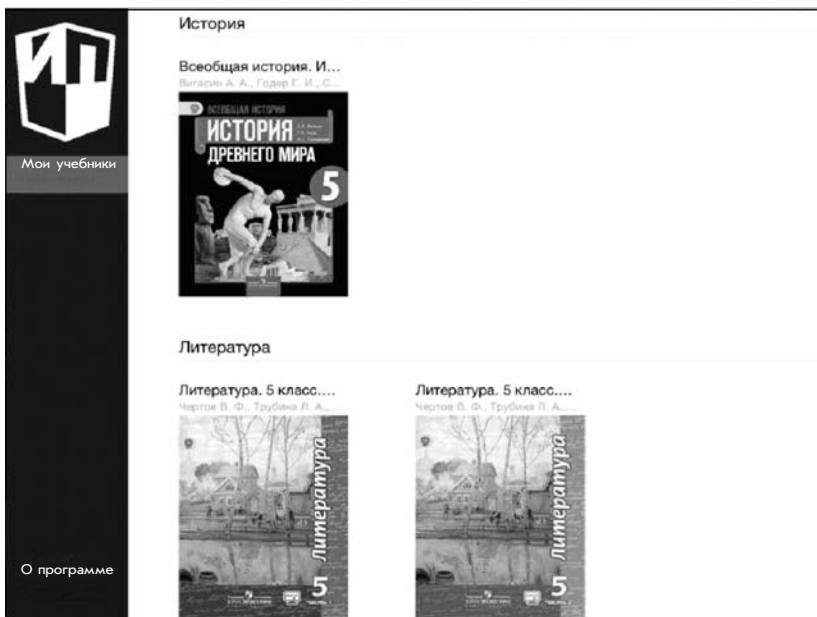 ИП
Мои учебники
О программе
История
Всеобщая история. И...
Вигасин А. А., Годер Г. И., С...
ВСЕОБЩАЯ ИСТОРИЯ
ИСТОРИЯ
ДРЕВНЕГО МИРА
5
Литература
Литература. 5 класс....
Чертов В. Ф., Трубина Л. А., ...
литература
5
Литература. 5 класс....
Чертов В. Ф., Трубина Л. А., ...
литература
5